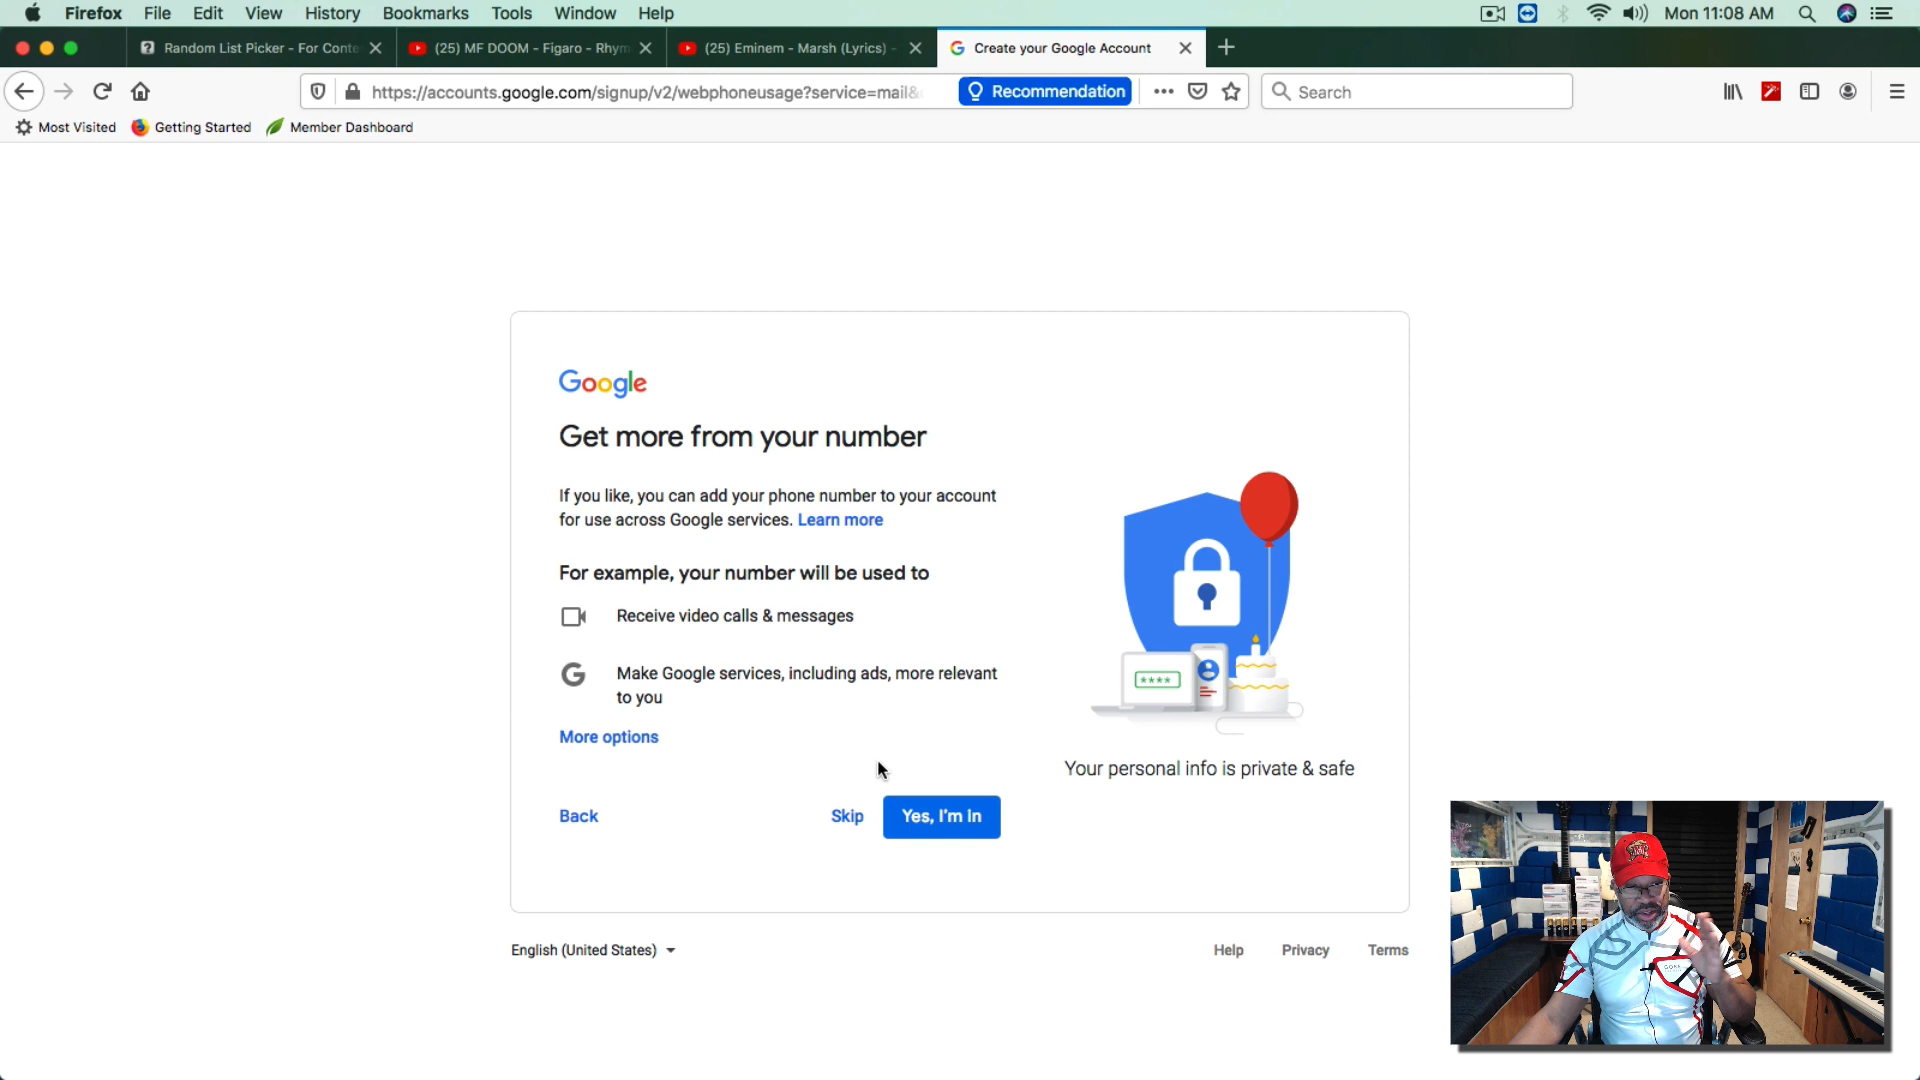 Firefox File Edit View History Bookmarks Tools Window Help Mon 11:08 AM
Random List Picker - For Conte
(25) MF DOOM - Figaro - Rhym
(25) Eminem - Marsh (Lyrics) -
Create your Google Account
https://accounts.google.com/signup/v2/webphoneusage?service=mail&
Recommendation
Search
Most Visited Getting Started Member Dashboard
Google
Get more from your number
If you like, you can add your phone number to your account
for use across Google services. Learn more
For example, your number will be used to
Receive video calls & messages
Make Google services, including ads, more relevant
to you
More options
****
Your personal info is private & safe
Back Skip Yes, I'm in
English (United States) Help Privacy Terms